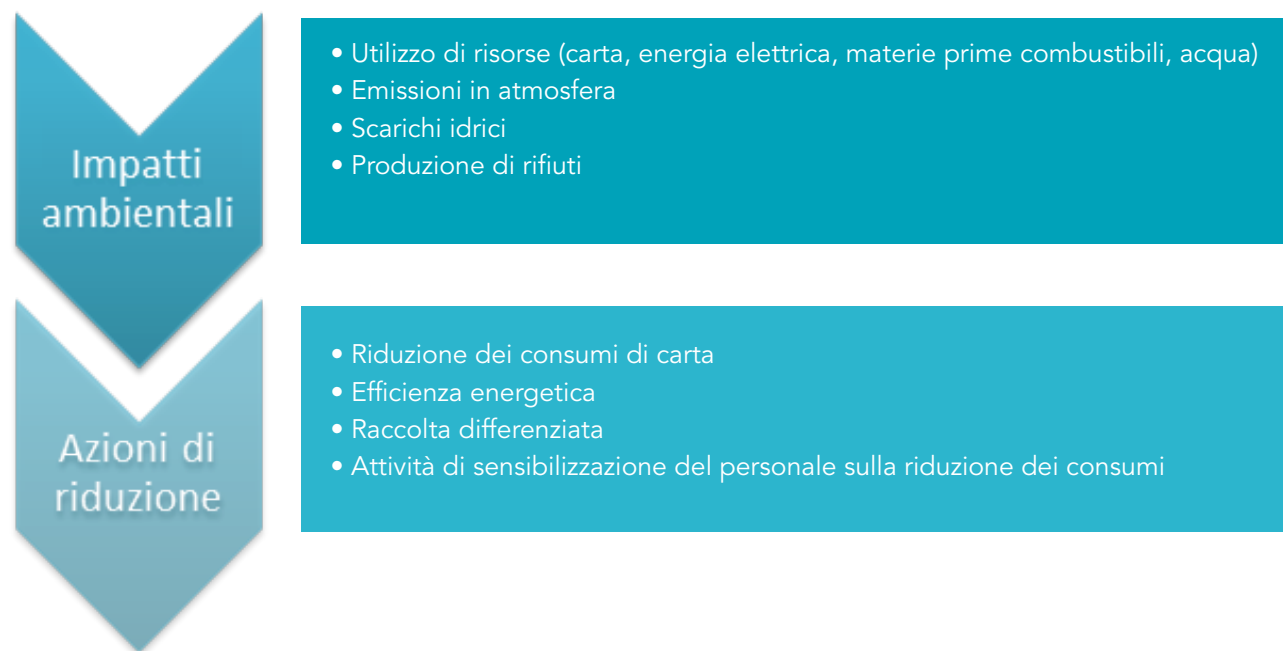 Impatti
ambientali
• Utilizzo di risorse (carta, energia elettrica, materie prime combustibili, acqua)
• Emissioni in atmosfera
• Scarichi idrici
• Produzione di rifiuti
Azioni di
riduzione
• Riduzione dei consumi di carta
• Efficienza energetica
• Raccolta differenziata
• Attività di sensibilizzazione del personale sulla riduzione dei consumi